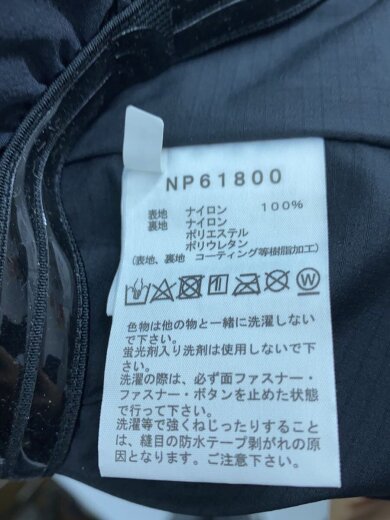 NP61800
表地 ナイロン 100%
裏地 ナイロン
ポリエステル
ポリウレタン
(表地、裏地 コーティング等樹脂加工)
色物は他の物と一緒に洗濯しない
で下さい。
蛍光剤入り洗剤は使用しないで下
さい。
洗濯の際は、必ず面ファスナー・
ファスナー・ボタンを止めた状態
で行って下さい。
洗濯等で強くねじったりすること
は、縫目の防水テープ剥がれの原
因となります。ご注意下さい。